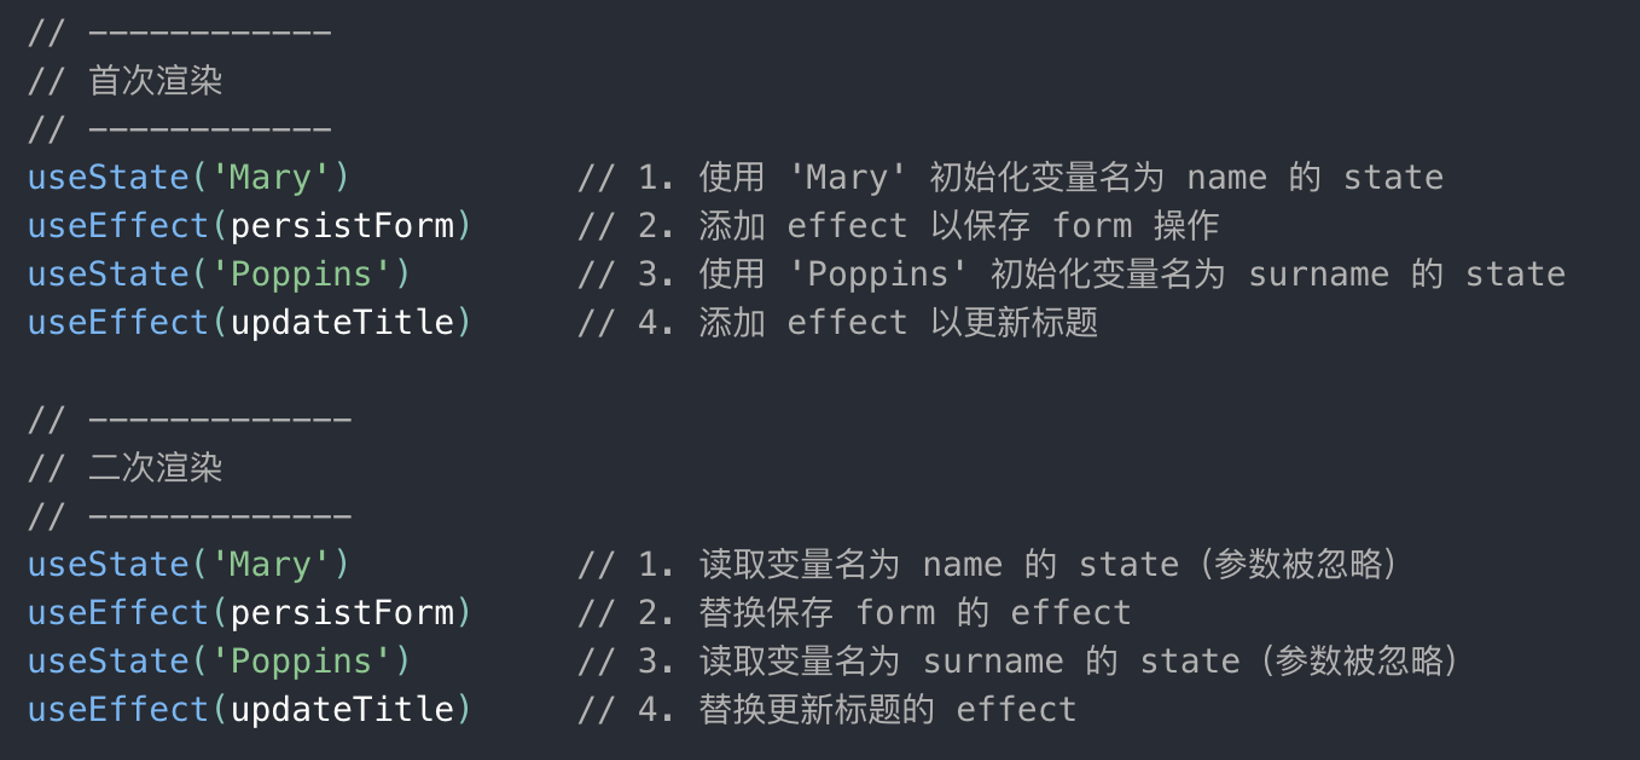 // ------------
// 首次渲染
// ------------
useState('Mary')           // 1. 使用 'Mary' 初始化变量名为 name 的 state
useEffect(persistForm)     // 2. 添加 effect 以保存 form 操作
useState('Poppins')        // 3. 使用 'Poppins' 初始化变量名为 surname 的 state
useEffect(updateTitle)     // 4. 添加 effect 以更新标题

// -------------
// 二次渲染
// -------------
useState('Mary')           // 1. 读取变量名为 name 的 state（参数被忽略）
useEffect(persistForm)     // 2. 替换保存 form 的 effect
useState('Poppins')        // 3. 读取变量名为 surname 的 state（参数被忽略）
useEffect(updateTitle)     // 4. 替换更新标题的 effect